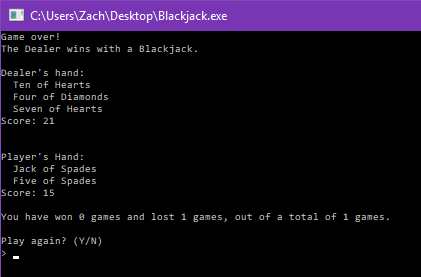 C:\Users\Zach\Desktop\Blackjack.exe
Game over!
The Dealer wins with a Blackjack.
Dealer's hand:
Ten of Hearts
Four of Diamonds
Seven of Hearts
Score: 21
Player's Hand:
Jack of Spades
Five of Spades
Score: 15
You have won 0 games and lost 1 games, out of a total of 1 games.
Play again? (Y/N)
>